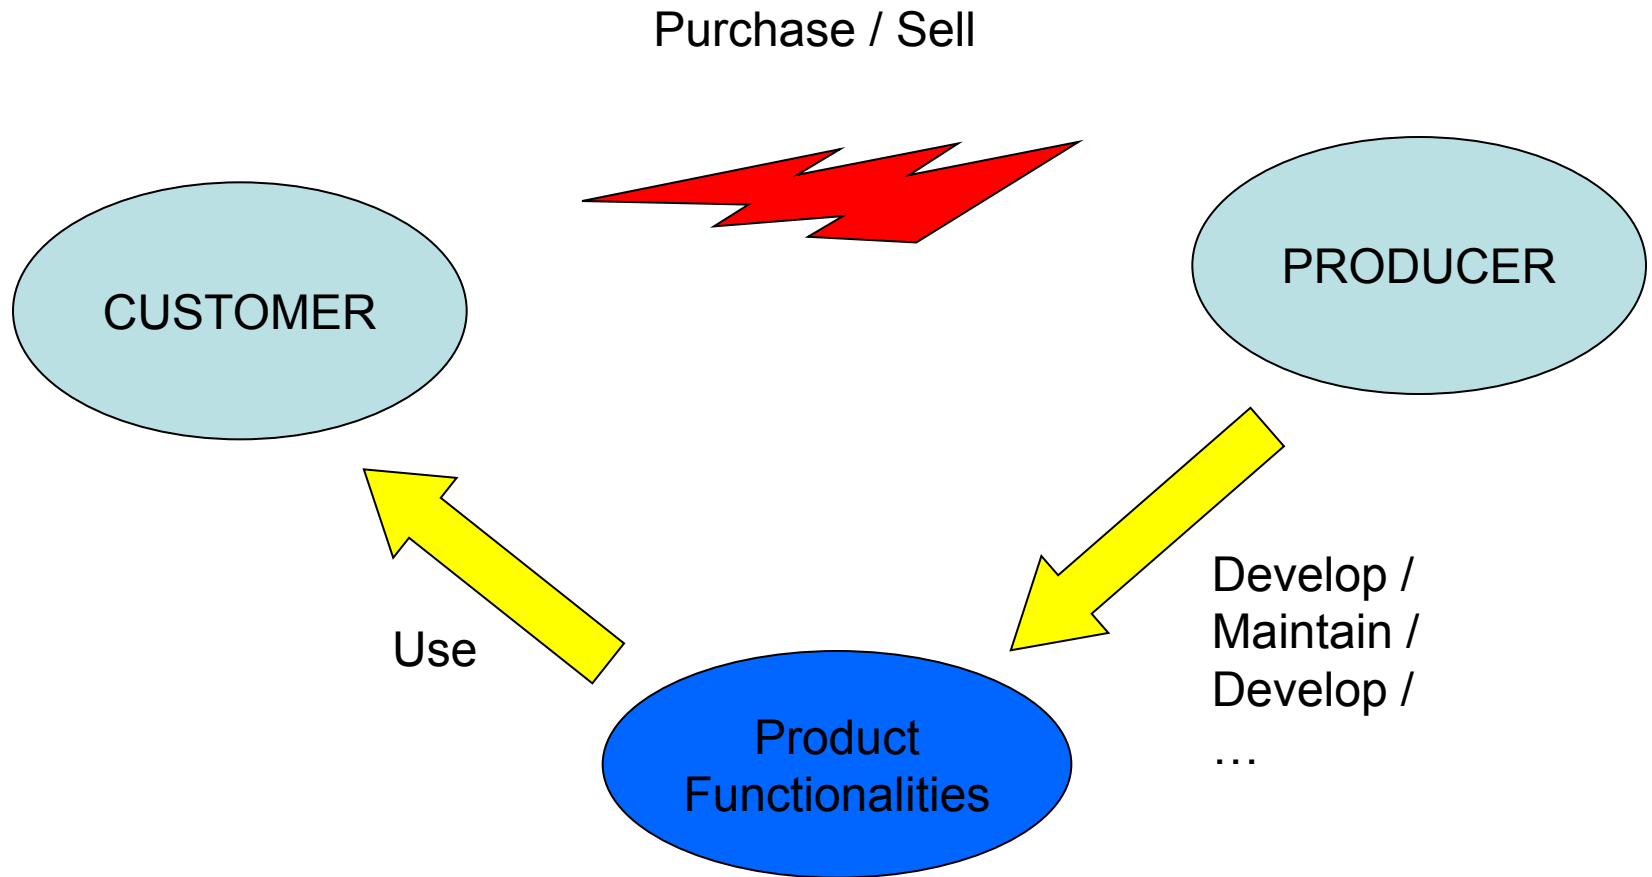 Purchase / Sell
CUSTOMER
PRODUCER
Use
Develop /
Maintain /
Develop /
…
Product
Functionalities